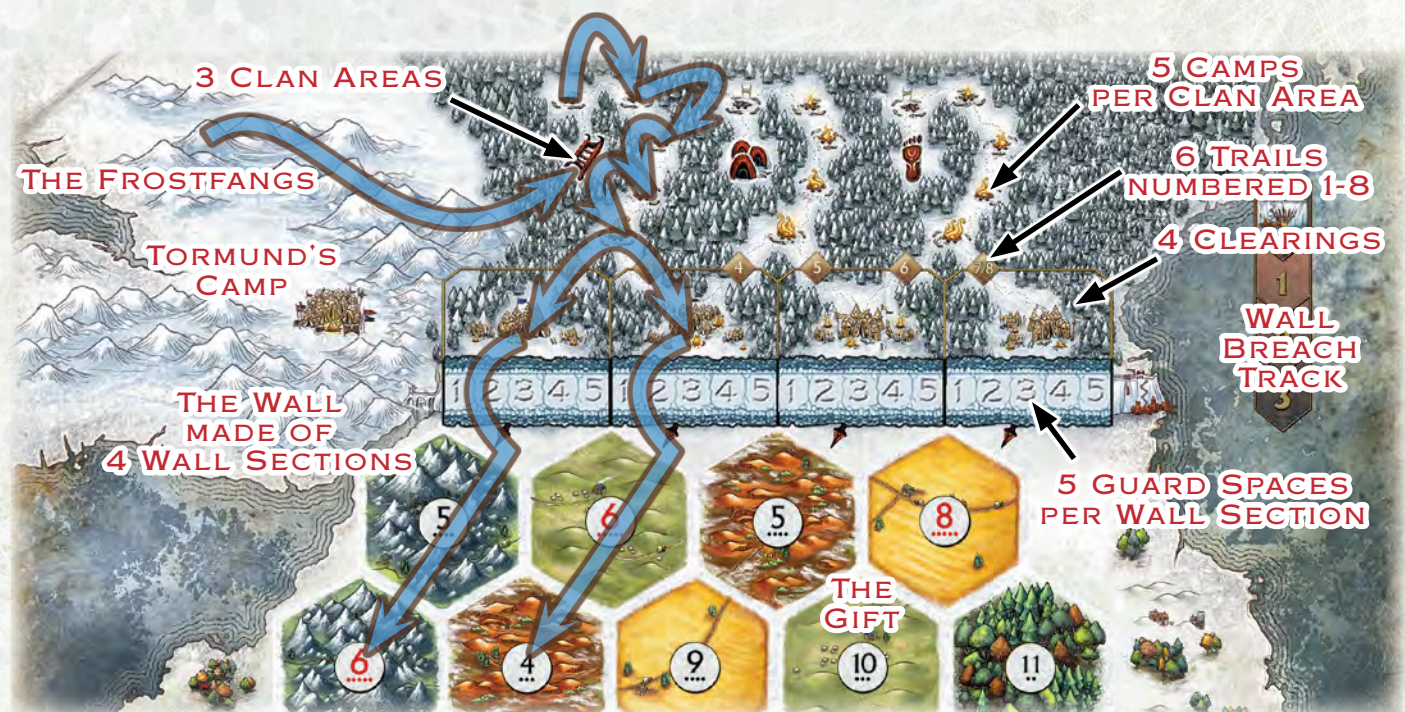 3 Clan Areas
5 Camps
per Clan Area
The Frostfangs
6 Trails
numbered 1-8
4 Clearings
Tormund's
Camp
4
5
6
7/8
1
Wall
Breach
Track
3
1 2 3 4 5
1 2 3 4 5
1 2 3 4 5
1 2 3 4 5
The Wall
made of
4 Wall Sections
5 Guard Spaces
per Wall Section
5
6
5
8
The
Gift
6
4
9
10
11